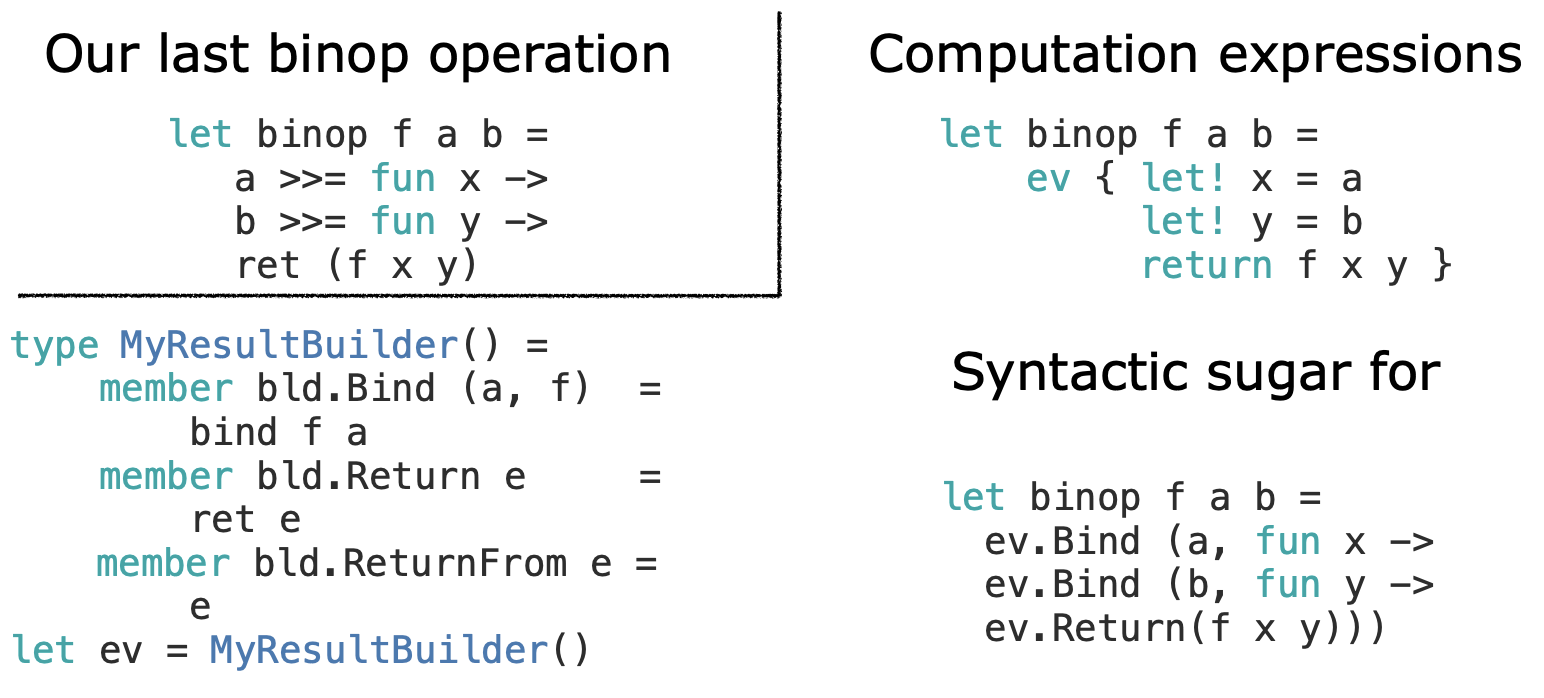 Our last binop operation
let binop f a b =
   a >>= fun x ->
   b >>= fun y ->
   ret (f x y)
type MyResultBuilder() =
    member bld.Bind (a, f)  =
        bind f a
    member bld.Return e     =
        ret e
    member bld.ReturnFrom e =
        e
let ev = MyResultBuilder()
Computation expressions
let binop f a b =
    ev { let! x = a
         let! y = b
         return f x y }
Syntactic sugar for
let binop f a b =
  ev.Bind (a, fun x ->
  ev.Bind (b, fun y ->
  ev.Return(f x y)))